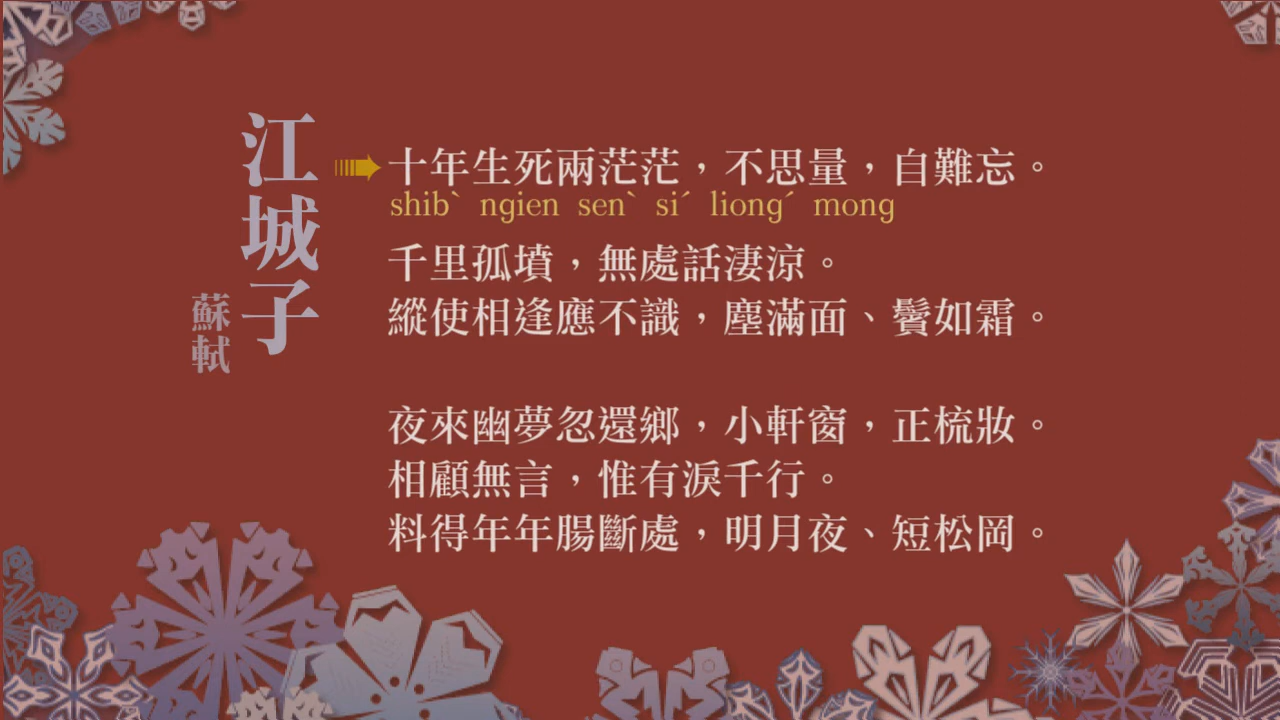 江城子
蘇軾
十年生死兩茫茫，不思量，自難忘。
shibˋ ngien senˋ siˊ liongˊ mong
千里孤墳，無處話淒涼。
縱使相逢應不識，塵滿面、鬢如霜。
夜來幽夢忽還鄉，小軒窗，正梳妝。
相顧無言，惟有淚千行。
料得年年腸斷處，明月夜、短松岡。